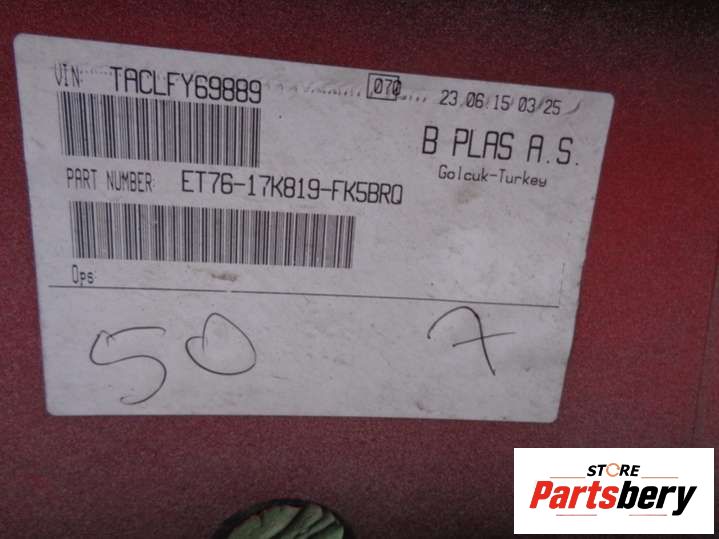 VIN: TACLFY69889 070 23 06 15 03 25
B PLAS A.S.
Golcuk-Turkey
PART NUMBER: ET76-17K819-FK5BRQ
Ops
50 7
STORE
Partsbery